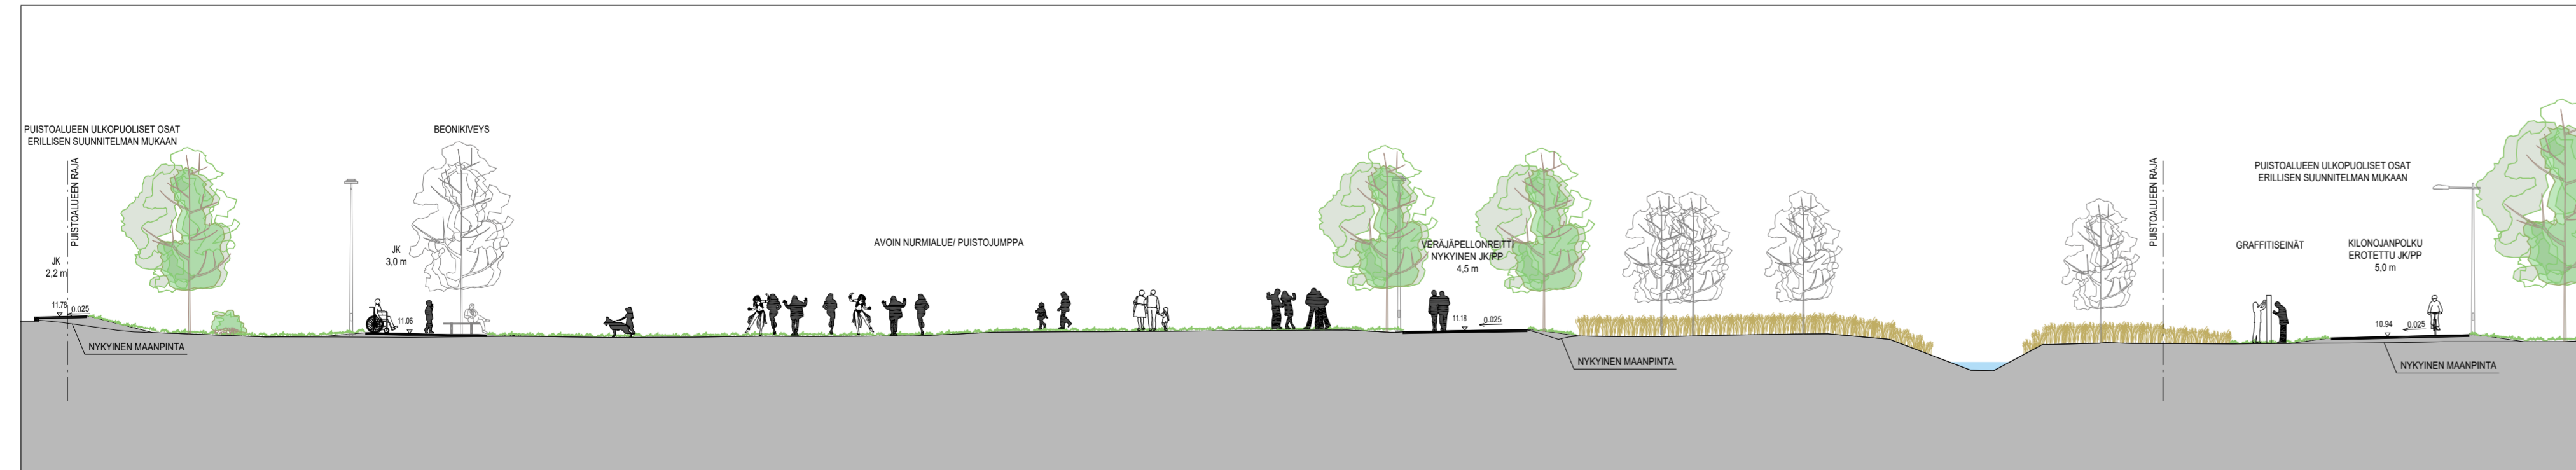 PUISTOALUEEN ULKOPUOLISET OSAT
ERILLISEN SUUNNITELMAN MUKAAN
PUISTOALUEEN RAJA
JK
2,2 m
11.78
0.025
NYKYINEN MAANPINTA
BEONIKIVEYS
JK
3,0 m
11.06
AVOIN NURMIALUE/ PUISTOJUMPPA
VERÄJÄPELLONREITTI
NYKYINEN JK/PP
4,5 m
11.18
0.025
NYKYINEN MAANPINTA
PUISTOALUEEN RAJA
PUISTOALUEEN ULKOPUOLISET OSAT
ERILLISEN SUUNNITELMAN MUKAAN
GRAFFITISEINÄT
KILONOJANPOLKU
EROTETTU JK/PP
5,0 m
10.94
0.025
NYKYINEN MAANPINTA